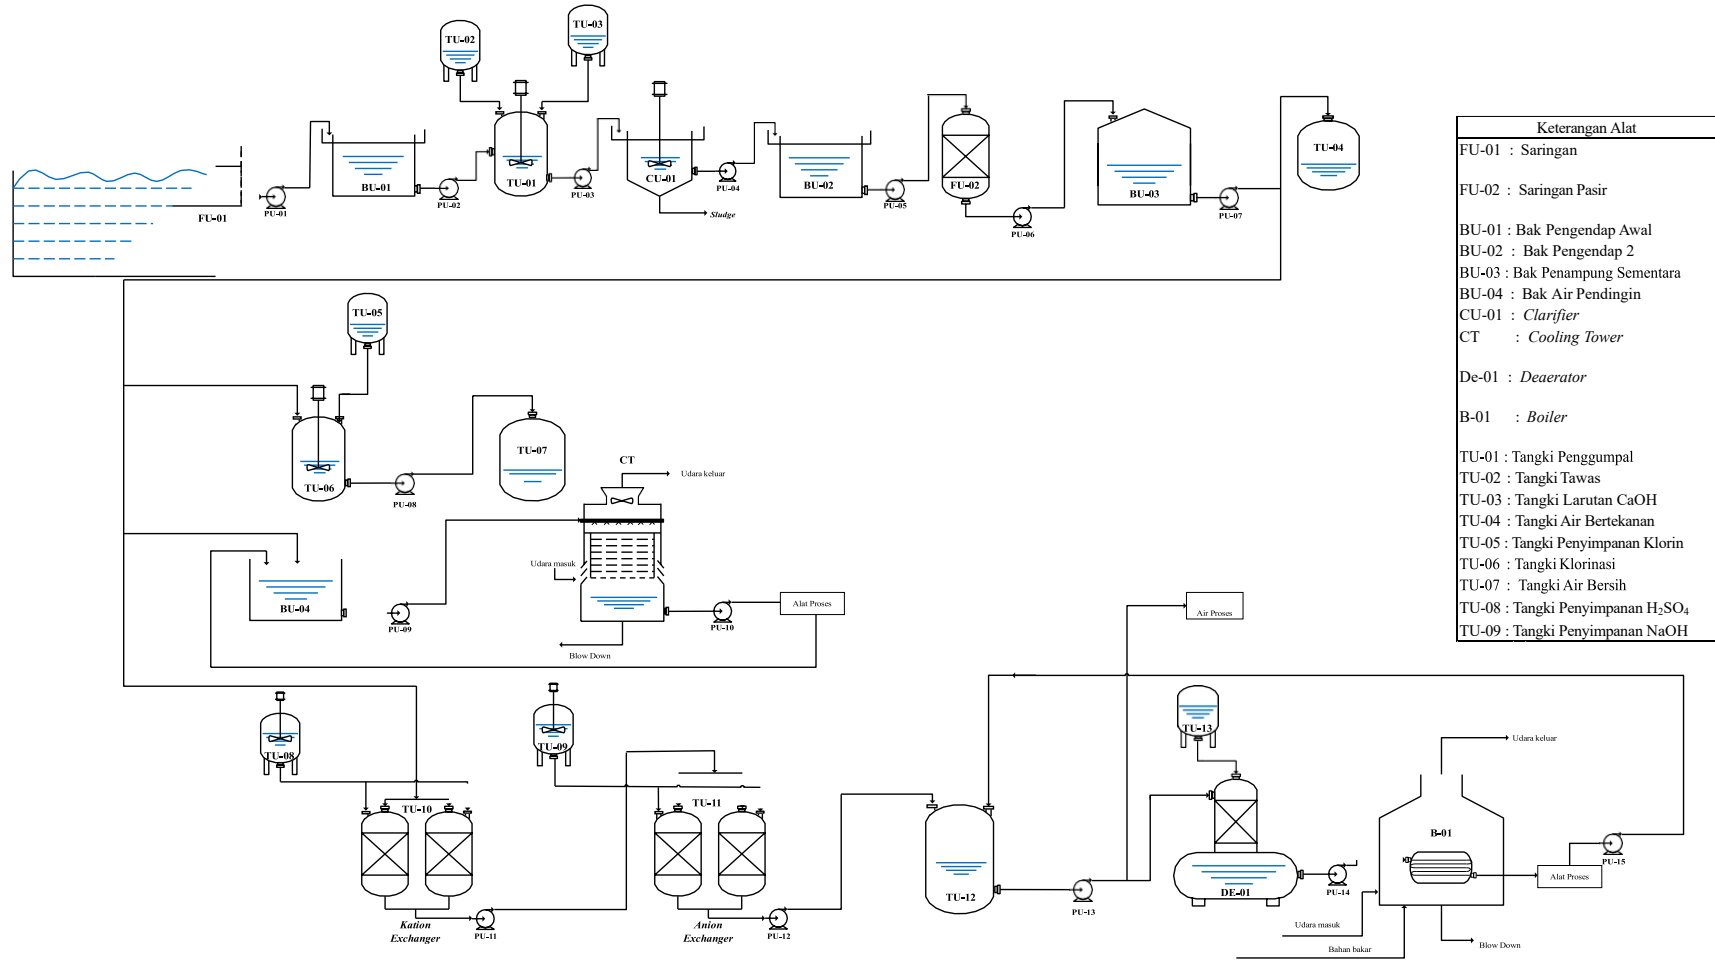 TU-02
TU-03
TU-01
CU-01
BU-01
BU-02
FU-01
FU-02
BU-03
TU-04
PU-01
PU-02
PU-03
PU-04
PU-05
PU-06
PU-07
Sludge
TU-05
TU-06
TU-07
PU-08
CT
Udara keluar
Udara masuk
BU-04
PU-09
PU-10
Alat Proses
Blow Down
Air Proses
TU-08
TU-09
TU-10
TU-11
Kation
Exchanger
PU-11
Anion
Exchanger
PU-12
TU-12
PU-13
TU-13
DE-01
PU-14
B-01
Udara keluar
Alat Proses
PU-15
Udara masuk
Bahan bakar
Blow Down
Keterangan Alat
FU-01 : Saringan
FU-02 : Saringan Pasir
BU-01 : Bak Pengendap Awal
BU-02 : Bak Pengendap 2
BU-03 : Bak Penampung Sementara
BU-04 : Bak Air Pendingin
CU-01 : Clarifier
CT : Cooling Tower
De-01 : Deaerator
B-01 : Boiler
TU-01 : Tangki Penggumpal
TU-02 : Tangki Tawas
TU-03 : Tangki Larutan CaOH
TU-04 : Tangki Air Bertekanan
TU-05 : Tangki Penyimpanan Klorin
TU-06 : Tangki Klorinasi
TU-07 : Tangki Air Bersih
TU-08 : Tangki Penyimpanan H₂SO₄
TU-09 : Tangki Penyimpanan NaOH